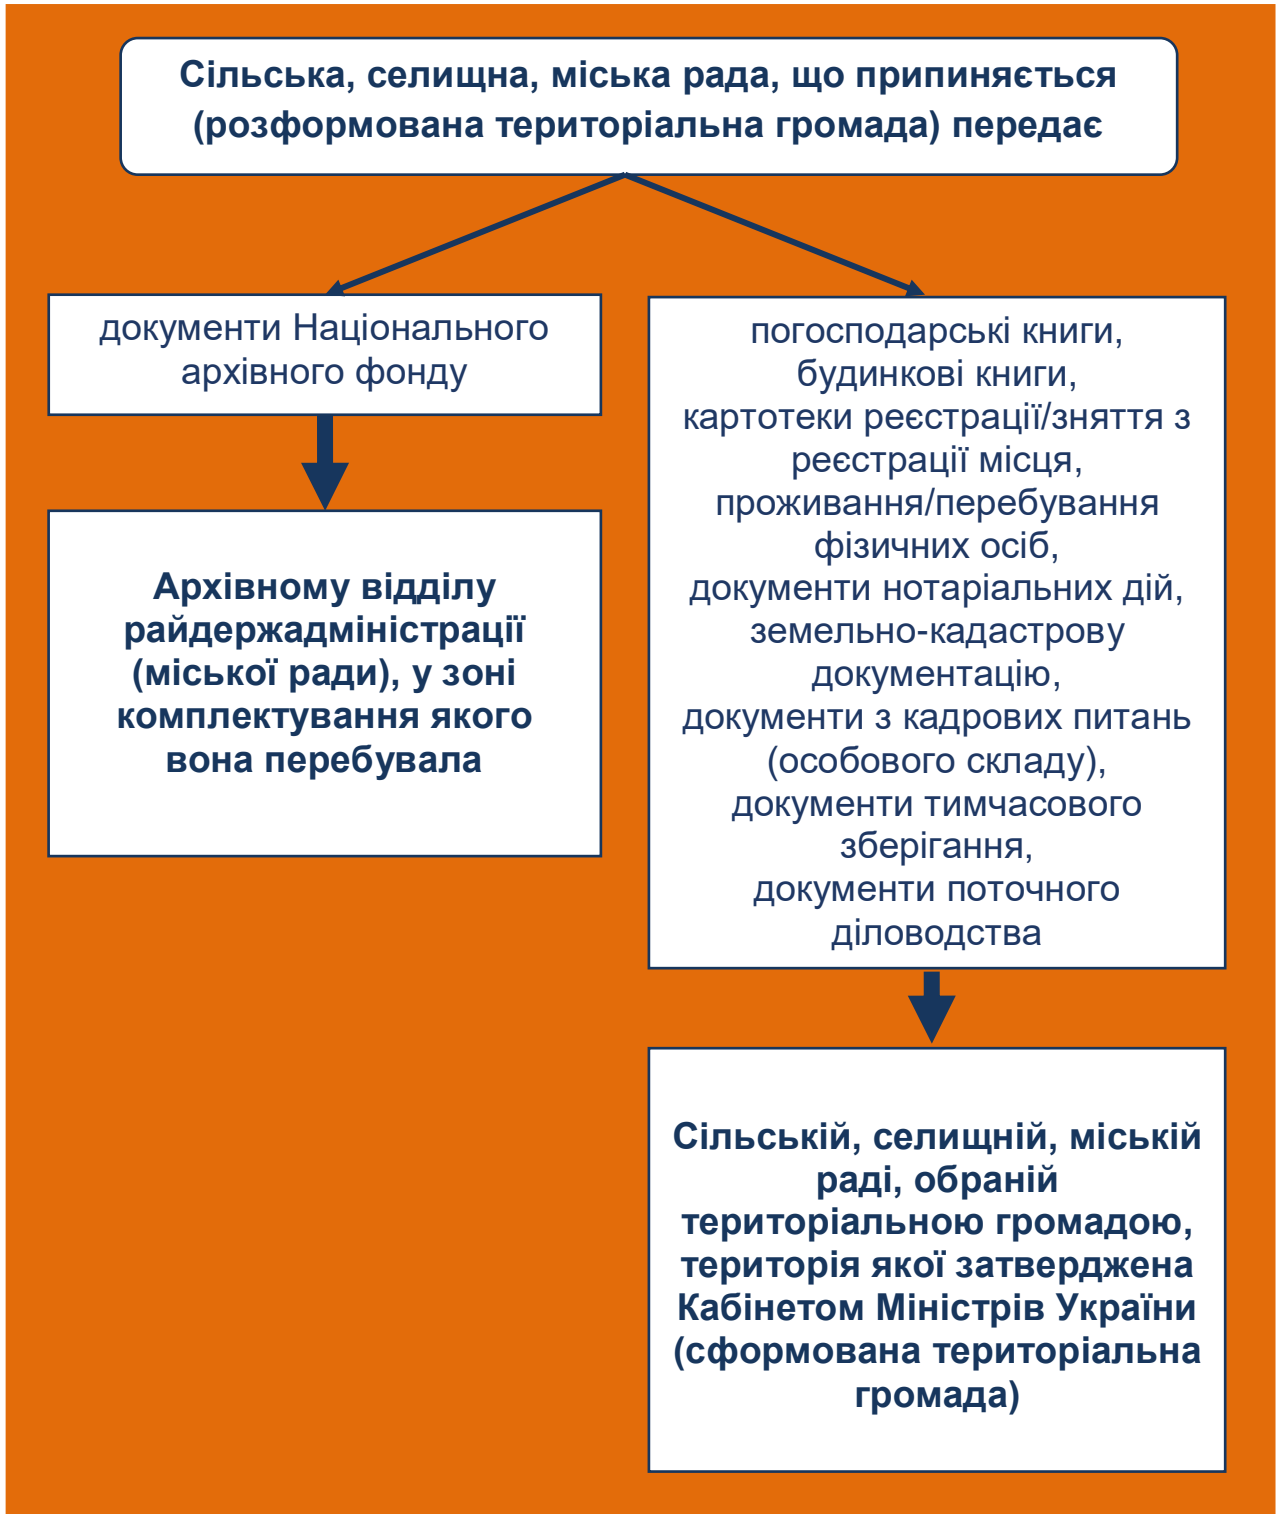 Сільська, селищна, міська рада, що припиняється
(розформована територіальна громада) передає
документи Національного
архівного фонду
Архівному відділу
райдержадміністрації
(міської ради), у зоні
комплектування якого
вона перебувала
погосподарські книги,
будинкові книги,
картотеки реєстрації/зняття з
реєстрації місця,
проживання/перебування
фізичних осіб,
документи нотаріальних дій,
земельно-кадастрову
документацію,
документи з кадрових питань
(особового складу),
документи тимчасового
зберігання,
документи поточного
діловодства
Сільській, селищній, міській
раді, обраній
територіальною громадою,
територія якої затверджена
Кабінетом Міністрів України
(сформована територіальна
громада)